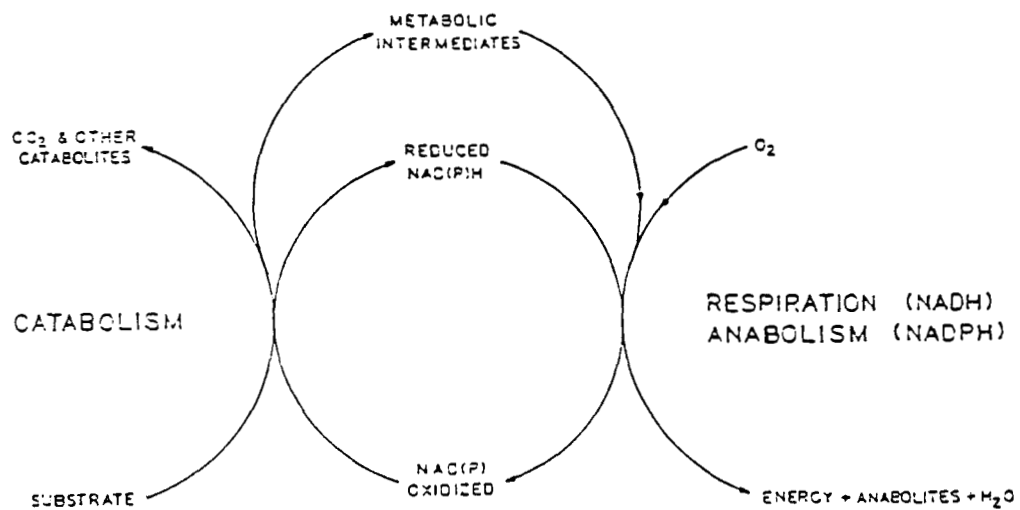 METABOLIC
INTERMEDIATES
CO₂ & OTHER
CATABOLITES
REDUCED
NAD(P)H
O₂
CATABOLISM
RESPIRATION (NADH)
ANABOLISM (NADPH)
NAD(P)
OXIDIZED
SUBSTRATE
ENERGY + ANABOLITES + H₂O